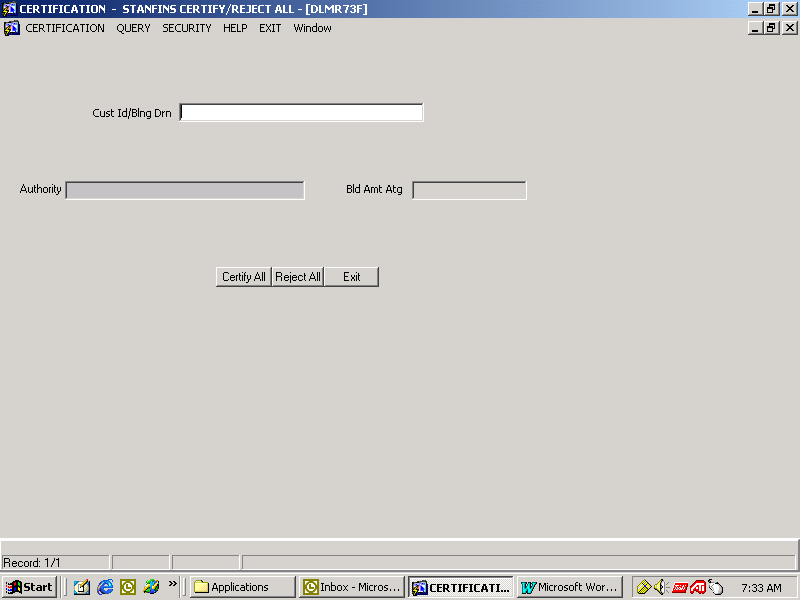 CERTIFICATION - STANFINS CERTIFY/REJECT ALL - [DLMR73F]
CERTIFICATION QUERY SECURITY HELP EXIT Window
Cust Id/Blng Drn
Authority Bld Amt Atg
Certify All Reject All Exit
Record: 1/1
Start » Applications Inbox - Micros... CERTIFICATI... Microsoft Wor... 7:33 AM